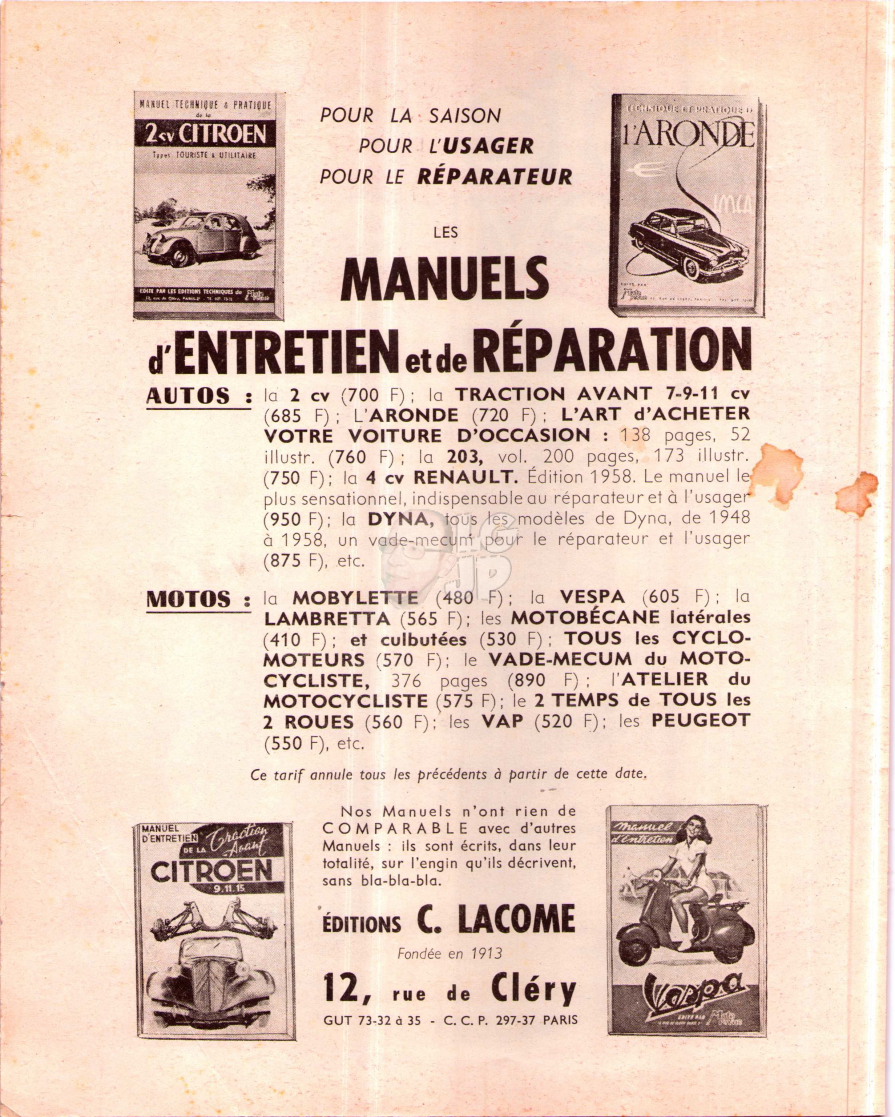 MANUEL TECHNIQUE & PRATIQUE
de la
2cv CITROEN
Types TOURISTE & UTILITAIRE
EDITE PAR LES EDITIONS TECHNIQUES de
POUR LA SAISON
POUR L'USAGER
POUR LE RÉPARATEUR
LES
MANUELS
d'ENTRETIEN et de RÉPARATION
l'ARONDE
AUTOS : la 2 cv (700 F) ; la TRACTION AVANT 7-9-11 cv
(685 F) ; L'ARONDE (720 F) ; L'ART d'ACHETER
VOTRE VOITURE D'OCCASION : 138 pages, 52
illustr. (760 F) ; la 203, vol. 200 pages, 173 illustr.
(750 F) ; la 4 cv RENAULT. Édition 1958. Le manuel le
plus sensationnel, indispensable au réparateur et à l'usager
(950 F) ; la DYNA, tous les modèles de Dyna, de 1948
à 1958, un vade-mecum pour le réparateur et l'usager
(875 F), etc.
HG
JP
MOTOS : la MOBYLETTE (480 F) ; la VESPA (605 F) ; la
LAMBRETTA (565 F) ; les MOTOBÉCANE latérales
(410 F) ; et culbutées (530 F) ; TOUS les CYCLO-
MOTEURS (570 F) ; le VADE-MECUM du MOTO-
CYCLISTE, 376 pages (890 F) ; l'ATELIER du
MOTOCYCLISTE (575 F) ; le 2 TEMPS de TOUS les
2 ROUES (560 F) ; les VAP (520 F) ; les PEUGEOT
(550 F), etc.
Ce tarif annule tous les précédents à partir de cette date.
MANUEL
D'ENTRETIEN
DE LA Traction
Avant
CITROEN
9.11.15
Nos Manuels n'ont rien de
COMPARABLE avec d'autres
Manuels : ils sont écrits, dans leur
totalité, sur l'engin qu'ils décrivent,
sans bla-bla-bla.
ÉDITIONS C. LACOME
Fondée en 1913
12, rue de Cléry
GUT 73-32 à 35 - C. C. P. 297-37 PARIS
manuel
d'entretien
Vespa